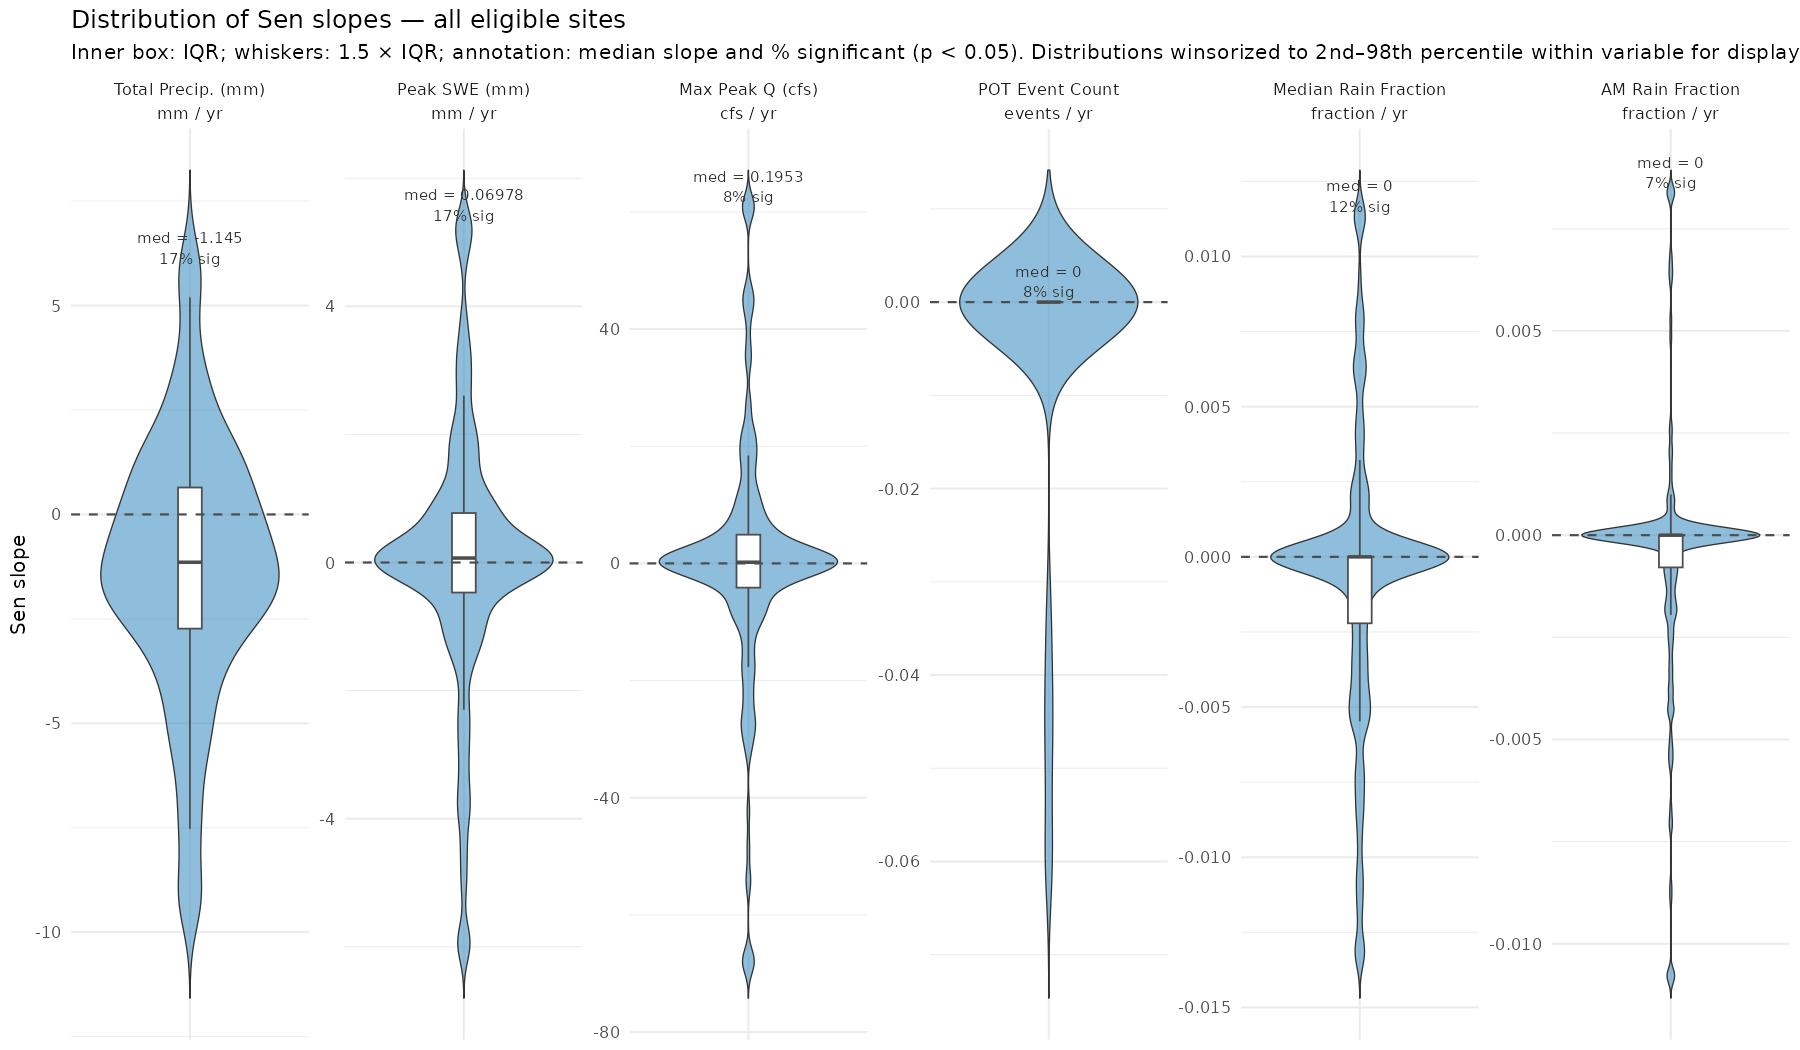 Distribution of Sen slopes — all eligible sites
Inner box: IQR; whiskers: 1.5 × IQR; annotation: median slope and % significant (p < 0.05). Distributions winsorized to 2nd–98th percentile within variable for display
Total Precip. (mm)
mm / yr
Peak SWE (mm)
mm / yr
Max Peak Q (cfs)
cfs / yr
POT Event Count
events / yr
Median Rain Fraction
fraction / yr
AM Rain Fraction
fraction / yr
Sen slope
med = -1.145
17% sig
5
0
-5
-10
med = 0.06978
17% sig
4
0
-4
med = 0.1953
8% sig
40
0
-40
-80
med = 0
8% sig
0.00
-0.02
-0.04
-0.06
med = 0
12% sig
0.010
0.005
0.000
-0.005
-0.010
-0.015
med = 0
7% sig
0.005
0.000
-0.005
-0.010